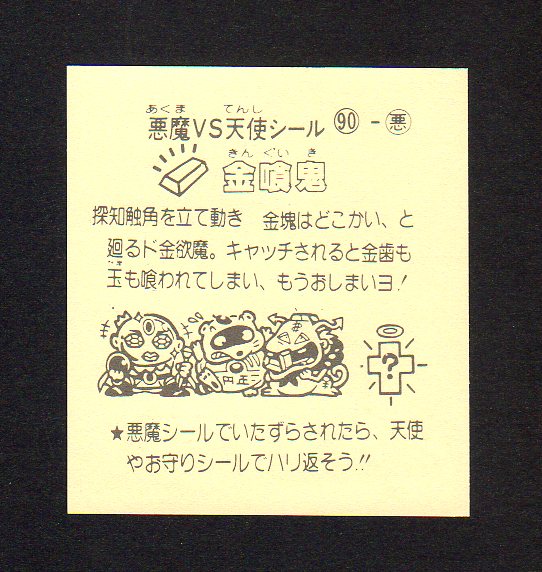 あくま てんし
悪魔VS天使シール 90 - 悪
きん ぐい き
金喰鬼
探知触角を立て動き 金塊はどこかい、と
廻るド金欲魔。キャッチされると金歯も
玉も喰われてしまい、もうおしまいヨ!
円正
?
★悪魔シールでいたずらされたら、天使
やお守りシールでハリ返そう!!